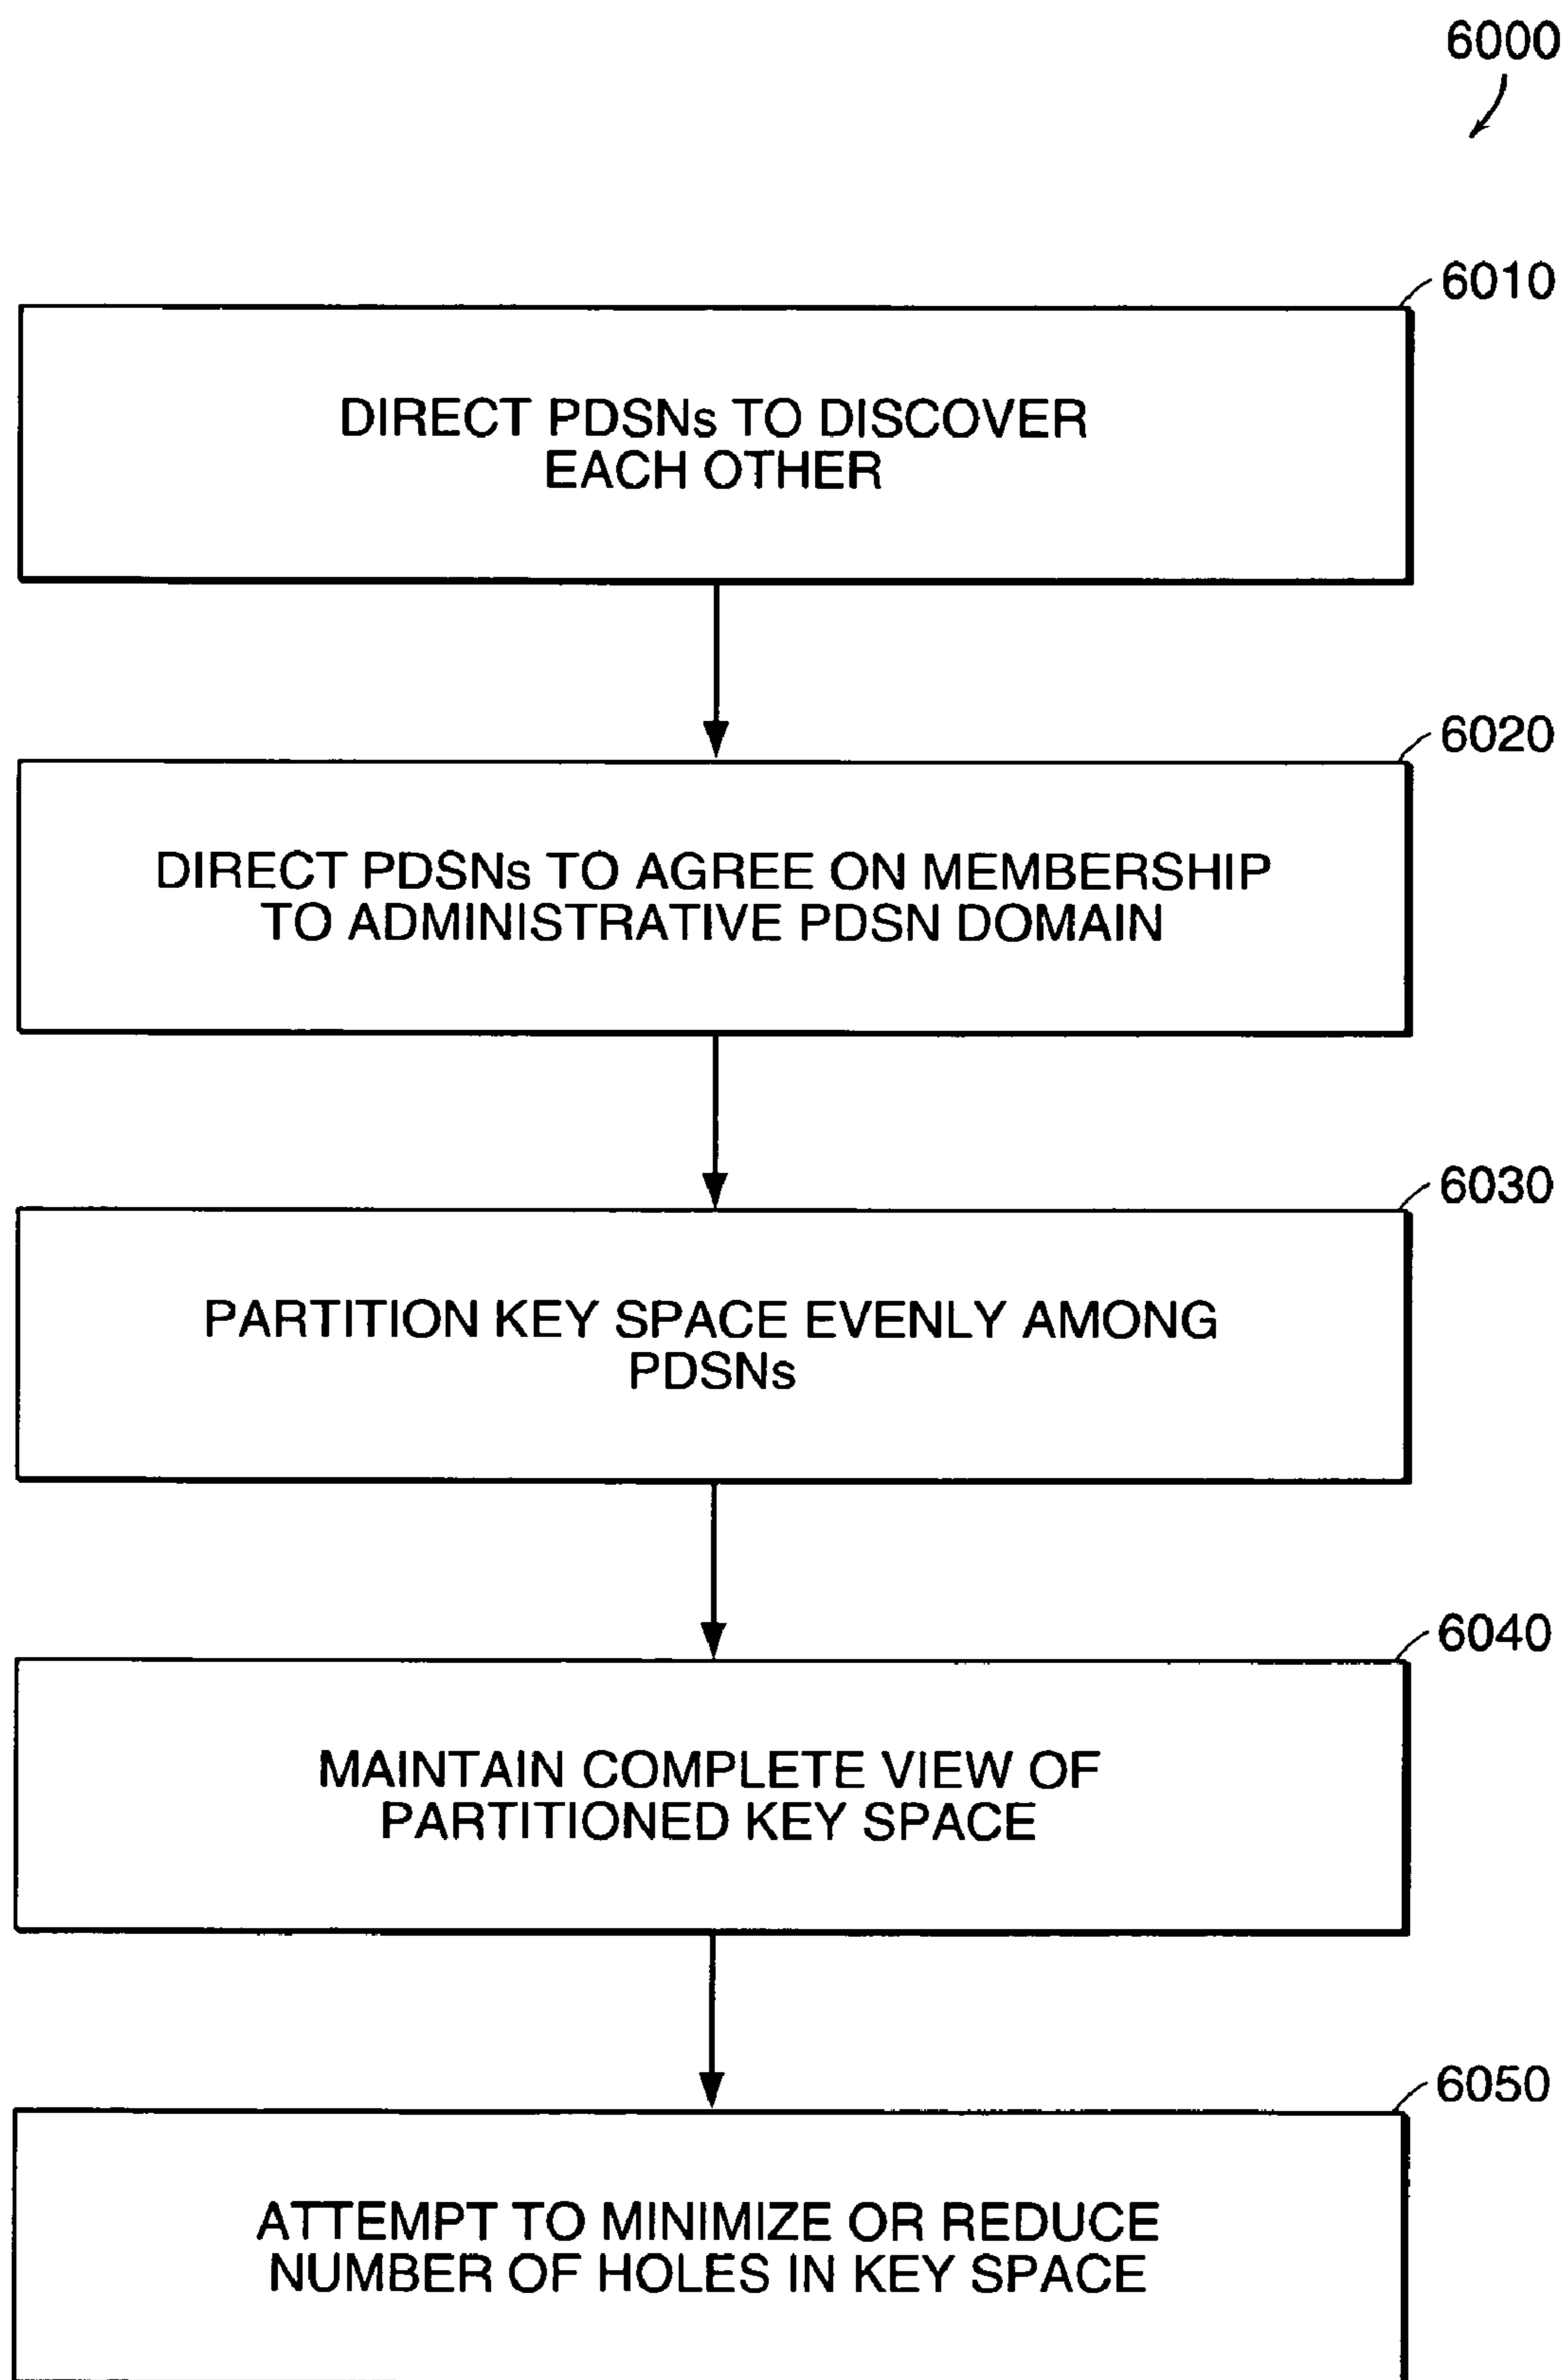 6000
6010
DIRECT PDSNs TO DISCOVER
EACH OTHER
6020
DIRECT PDSNs TO AGREE ON MEMBERSHIP
TO ADMINISTRATIVE PDSN DOMAIN
6030
PARTITION KEY SPACE EVENLY AMONG
PDSNs
6040
MAINTAIN COMPLETE VIEW OF
PARTITIONED KEY SPACE
6050
ATTEMPT TO MINIMIZE OR REDUCE
NUMBER OF HOLES IN KEY SPACE